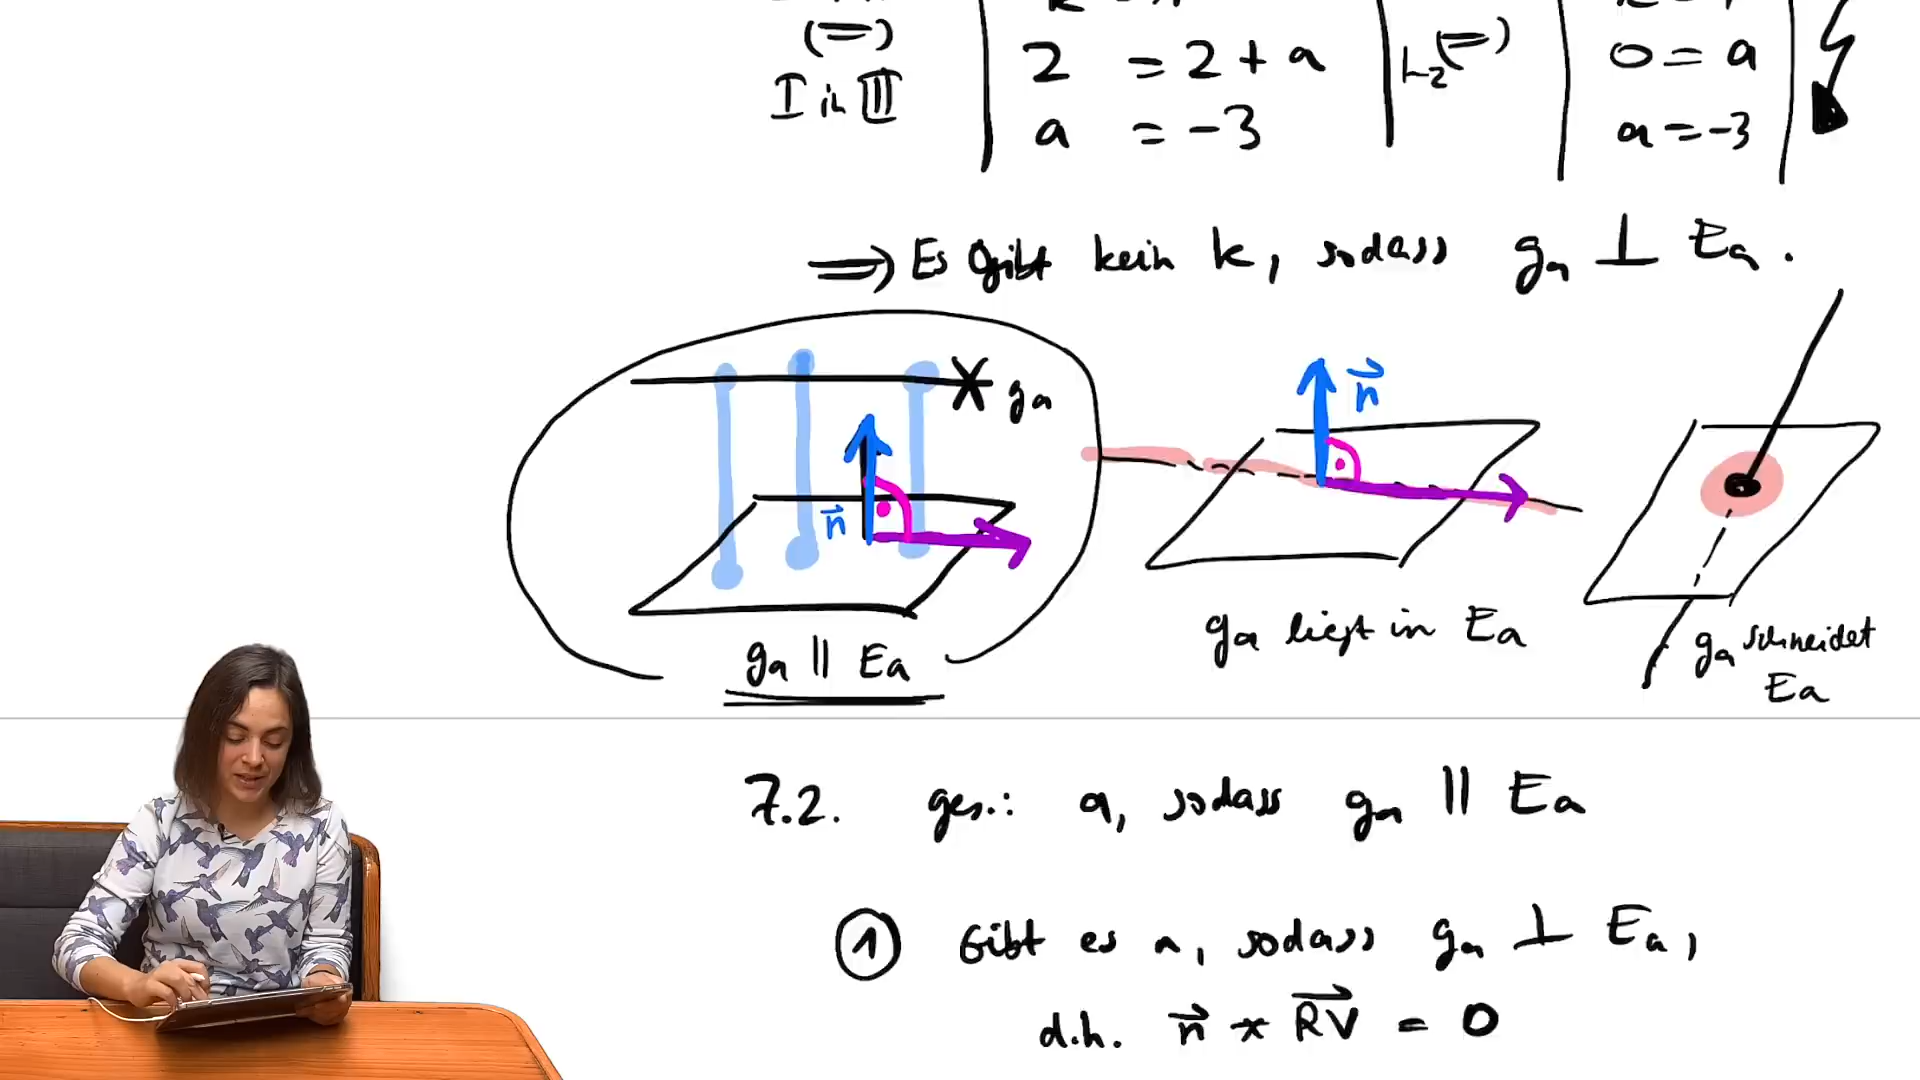 (=)
2 = 2 + a
0 = a
I in III
a = -3
a = -3
⟹ Es gibt kein k, sodass gₐ ⊥ Eₐ.
gₐ
n⃗
n⃗
gₐ ∥ Eₐ
gₐ liegt in Eₐ
gₐ schneidet
Eₐ
7.2. ges.: a, sodass gₐ ∥ Eₐ
① Gibt es a, sodass gₐ ⊥ Eₐ,
d.h. n⃗ * RV⃗ = 0